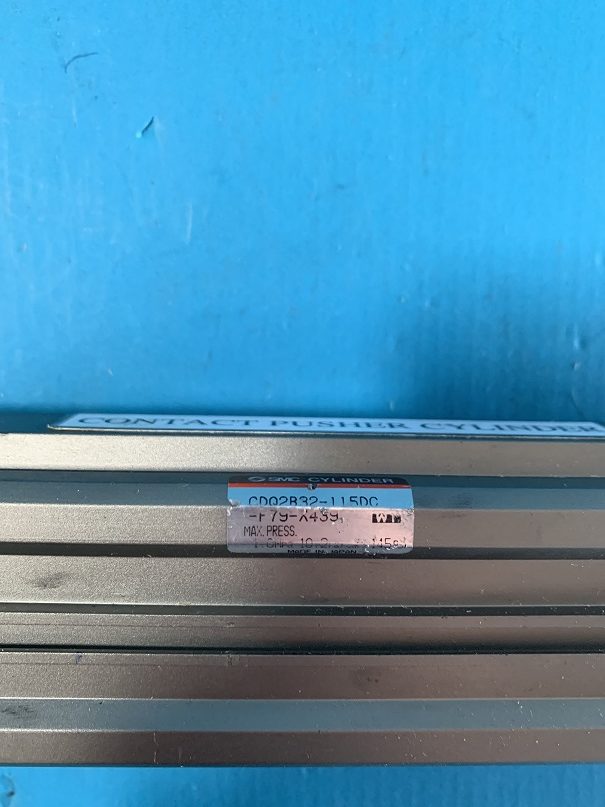 CONTACT PUSHER CYLINDER
SMC CYLINDER
CDQ2B32-115DC
-F79-X439
MAX.PRESS.
MADE IN JAPAN